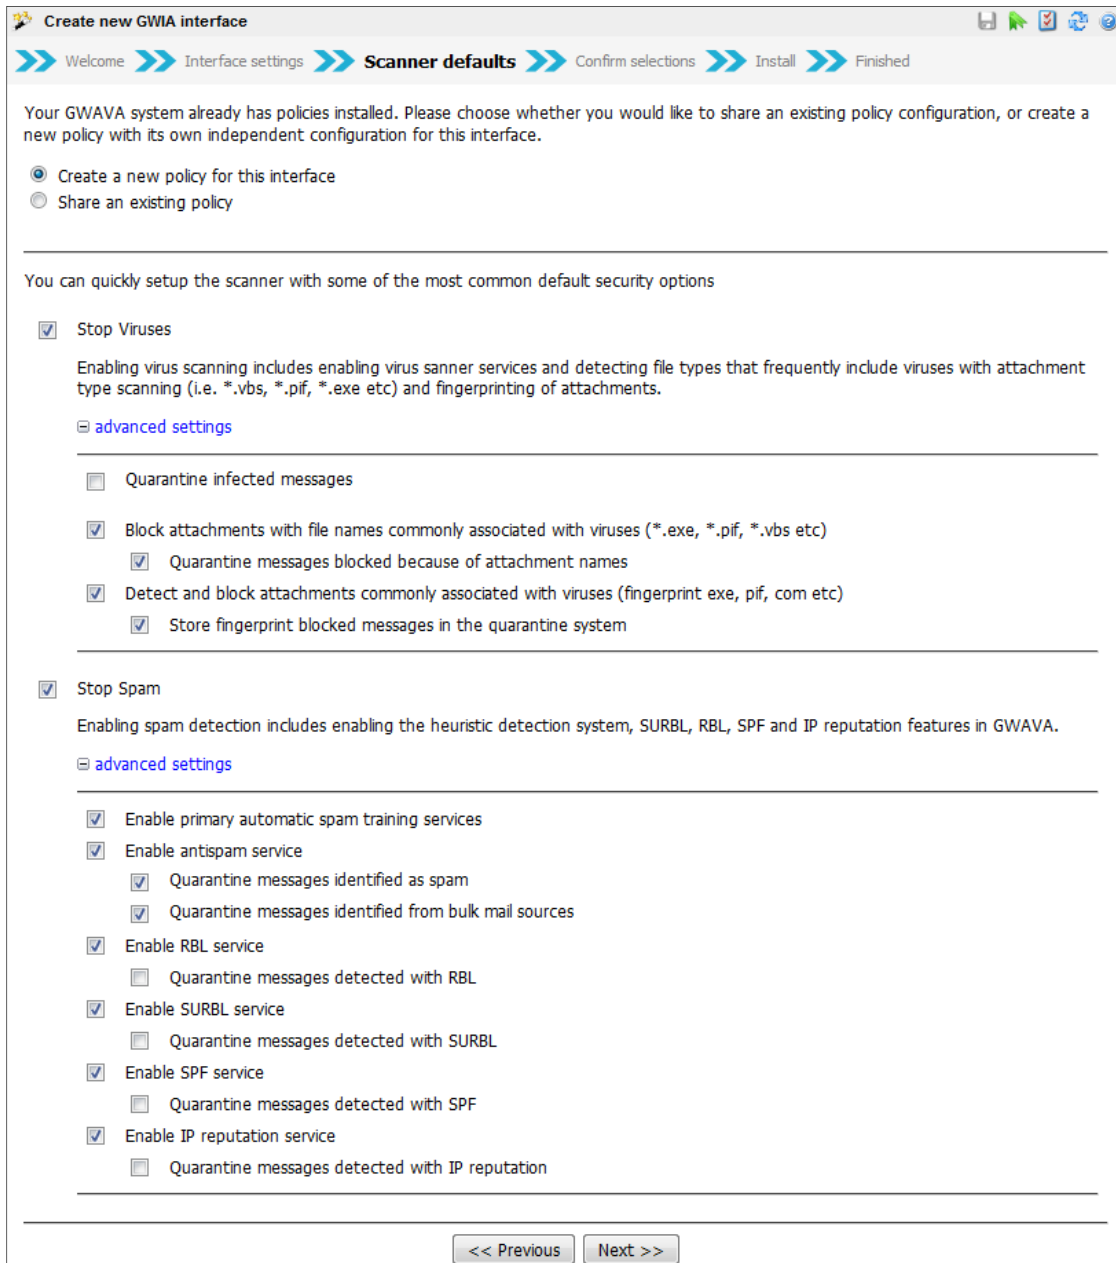 Create new GWIA interface
Welcome Interface settings Scanner defaults Confirm selections Install Finished
Your GWAVA system already has policies installed. Please choose whether you would like to share an existing policy configuration, or create a
new policy with its own independent configuration for this interface.
Create a new policy for this interface
Share an existing policy
You can quickly setup the scanner with some of the most common default security options
Stop Viruses
Enabling virus scanning includes enabling virus sanner services and detecting file types that frequently include viruses with attachment
type scanning (i.e. *.vbs, *.pif, *.exe etc) and fingerprinting of attachments.
advanced settings
Quarantine infected messages
Block attachments with file names commonly associated with viruses (*.exe, *.pif, *.vbs etc)
Quarantine messages blocked because of attachment names
Detect and block attachments commonly associated with viruses (fingerprint exe, pif, com etc)
Store fingerprint blocked messages in the quarantine system
Stop Spam
Enabling spam detection includes enabling the heuristic detection system, SURBL, RBL, SPF and IP reputation features in GWAVA.
advanced settings
Enable primary automatic spam training services
Enable antispam service
Quarantine messages identified as spam
Quarantine messages identified from bulk mail sources
Enable RBL service
Quarantine messages detected with RBL
Enable SURBL service
Quarantine messages detected with SURBL
Enable SPF service
Quarantine messages detected with SPF
Enable IP reputation service
Quarantine messages detected with IP reputation
<< Previous Next >>